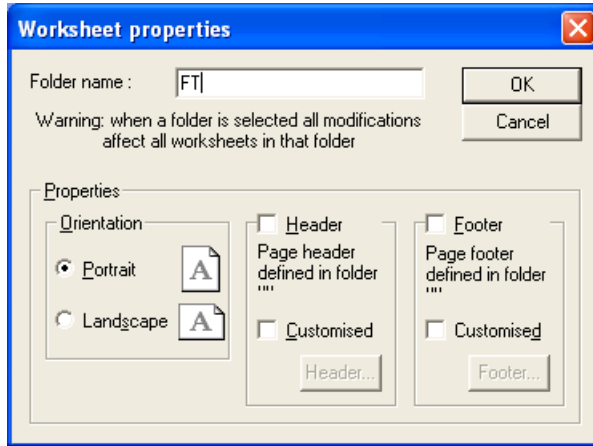 Worksheet properties
Folder name :
FT
OK
Warning: when a folder is selected all modifications
affect all worksheets in that folder
Cancel
Properties
Orientation
Portrait
A
Landscape
A
Header
Page header
defined in folder
""
Customised
Header...
Footer
Page footer
defined in folder
""
Customised
Footer...